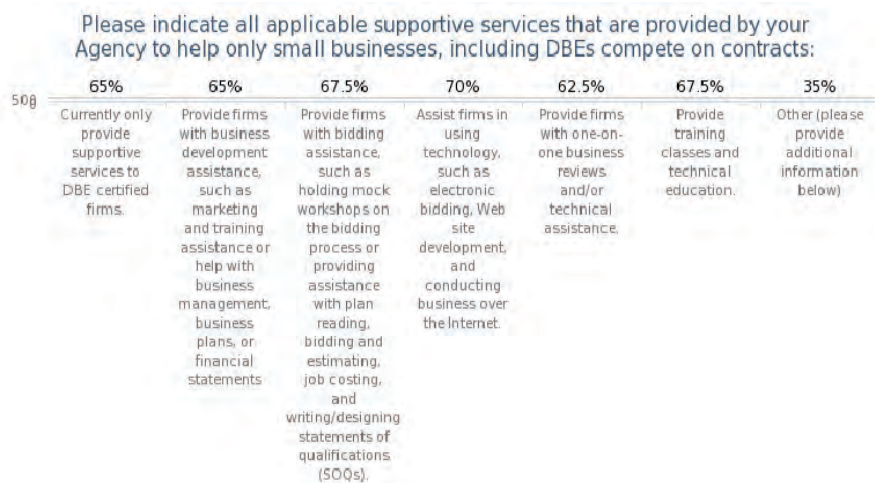 Please indicate all applicable supportive services that are provided by your
Agency to help only small businesses, including DBEs compete on contracts:
65%
65%
67.5%
70%
62.5%
67.5%
35%
Currently only
provide
supportive
services to
DBE certified
firms.
Provide firms
with business
development
assistance,
such as
marketing
and training
assistance or
help with
business
management,
business
plans, or
financial
statements
Provide firms
with bidding
assistance,
such as
holding mock
workshops on
the bidding
process or
providing
assistance
with plan
reading,
bidding and
estimating,
job costing,
and
writing/designing
statements of
qualifications
(SOQs).
Assist firms in
using
technology,
such as
electronic
bidding, Web
site
development,
and
conducting
business over
the Internet.
Provide firms
with one-on-
one business
reviews
and/or
technical
assistance.
Provide
training
classes and
technical
education.
Other (please
provide
additional
information
below)